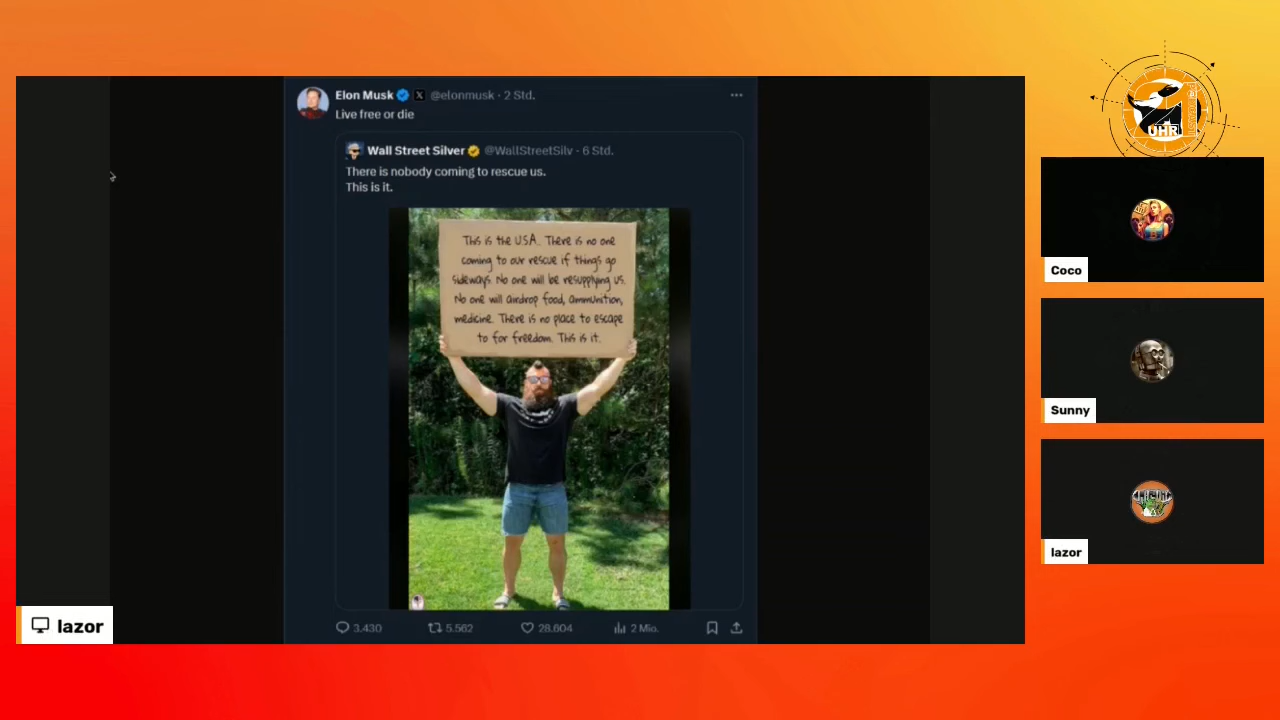 Elon Musk X @elonmusk · 2 Std.
Live free or die
Wall Street Silver @WallStreetSilv · 6 Std.
There is nobody coming to rescue us.
This is it.
This is the U.S.A.. There is no one
coming to our rescue if things go
sideways. No one will be resupplying us.
No one will airdrop food, ammunition,
medicine. There is no place to escape
to for freedom. This is it.
3.430 5.562 28.604 2 Mio.
lazor
UHR
Coco
Sunny
lazor